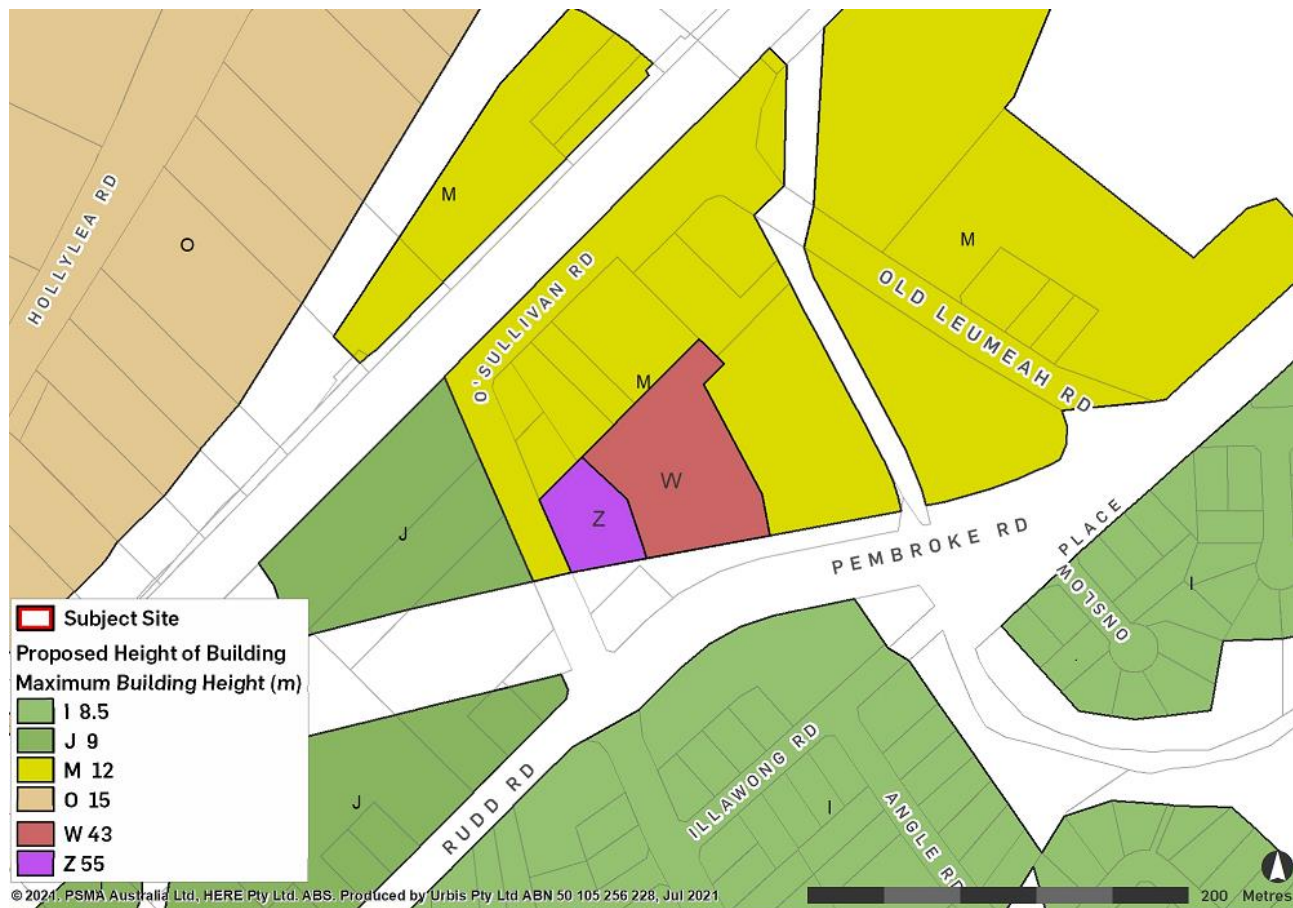 HOLLYLEA RD
O
M
O'SULLIVAN RD
M
M
OLD LEUMEAH RD
J
W
Z
PEMBROKE RD
ONSLOW PLACE
I
Subject Site
Proposed Height of Building
Maximum Building Height (m)
I 8.5
J 9
M 12
O 15
W 43
Z 55
J
RUDD RD
ILLAWONG RD
I
ANGLE RD
© 2021. PSMA Australia Ltd, HERE Pty Ltd. ABS. Produced by Urbis Pty Ltd ABN 50 105 256 228, Jul 2021
200 Metres